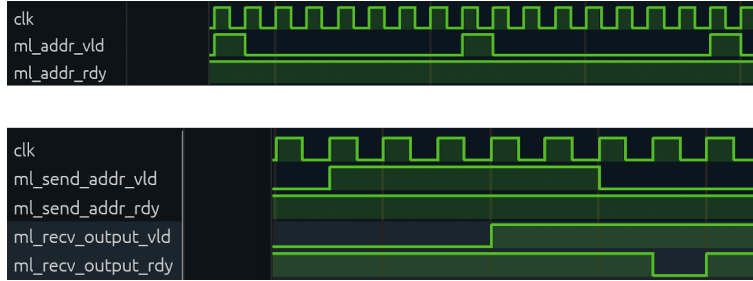 clk
ml_addr_vld
ml_addr_rdy
clk
ml_send_addr_vld
ml_send_addr_rdy
ml_recv_output_vld
ml_recv_output_rdy